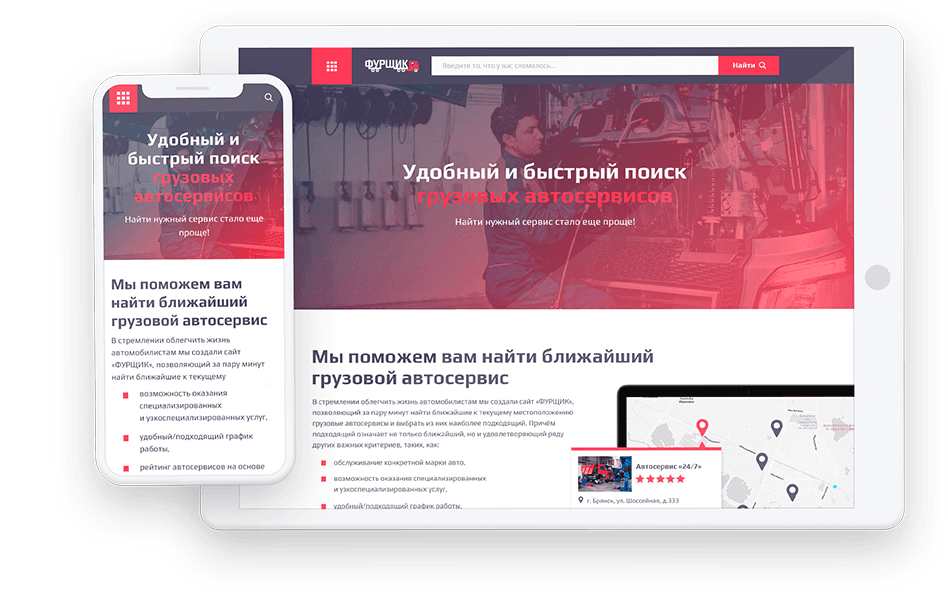 Удобный и
быстрый поиск
грузовых
автосервисов
Найти нужный сервис стало еще
проще!
Мы поможем вам
найти ближайший
грузовой автосервис
В стремлении облегчить жизнь
автомобилистам мы создали сайт
«ФУРЩИК», позволяющий за пару минут
найти ближайшие к текущему
возможность оказания
специализированных
и узкоспециализированных услуг,
удобный/подходящий график
работы,
рейтинг автосервисов на основе
ФУРЩИК
Введите то, что у вас сломалось...
Найти
Удобный и быстрый поиск
грузовых автосервисов
Найти нужный сервис стало еще проще!
Мы поможем вам найти ближайший
грузовой автосервис
В стремлении облегчить жизнь автомобилистам мы создали сайт «ФУРЩИК»,
позволяющий за пару минут найти ближайшие к текущему местоположению
грузовые автосервисы и выбрать из них наиболее подходящий. Причём
подходящий означает не только ближайший, но и удовлетворяющий ряду
других важных критериев, таких, как:
обслуживание конкретной марки авто,
возможность оказания специализированных
и узкоспециализированных услуг,
удобный/подходящий график работы,
Автосервис «24/7»
г. Брянск, ул. Шоссейная, д.333